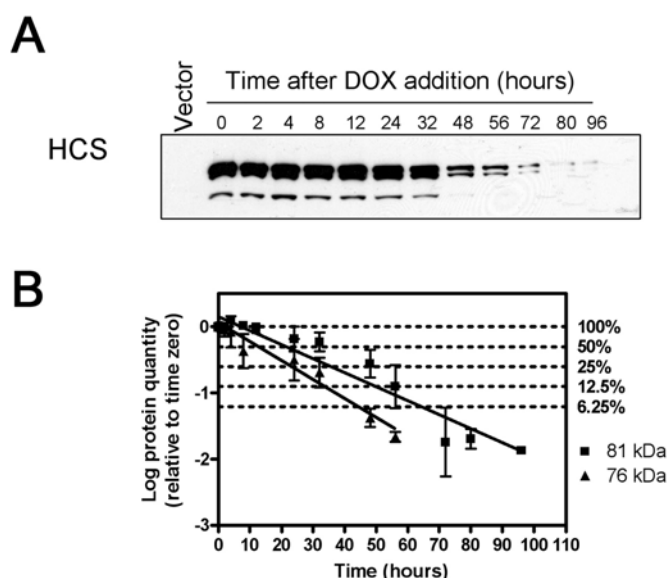 A
Vector
Time after DOX addition (hours)
0 2 4 8 12 24 32 48 56 72 80 96
HCS
B
Log protein quantity
(relative to time zero)
0
-1
-2
-3
100%
50%
25%
12.5%
6.25%
81 kDa
76 kDa
0 10 20 30 40 50 60 70 80 90 100 110
Time (hours)